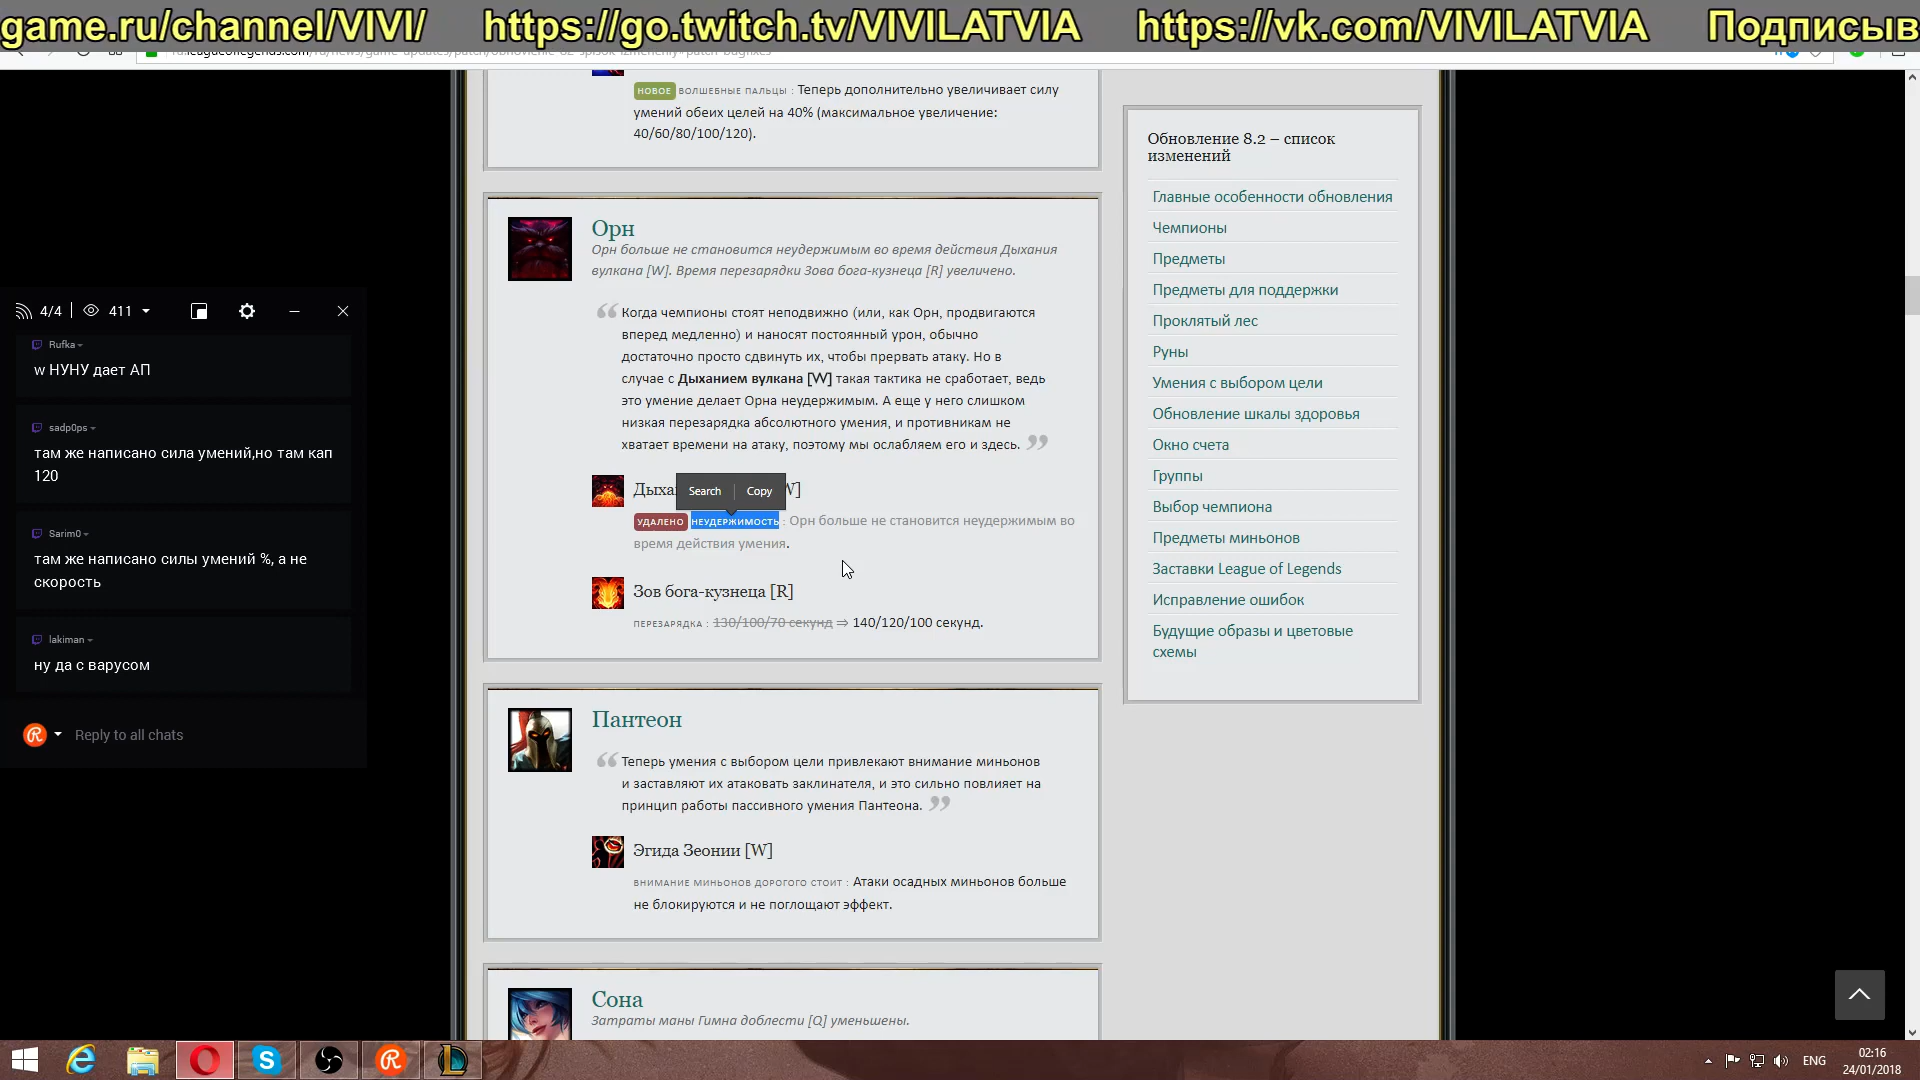 game.ru/channel/VIVI/ https://go.twitch.tv/VIVILATVIA https://vk.com/VIVILATVIA Подписыв
НОВОЕ ВОЛШЕБНЫЕ ПАЛЬЦЫ : Теперь дополнительно увеличивает силу
умений обеих целей на 40% (максимальное увеличение:
40/60/80/100/120).
Орн
Орн больше не становится неудержимым во время действия Дыхания
вулкана [W]. Время перезарядки Зова бога-кузнеца [R] увеличено.
Когда чемпионы стоят неподвижно (или, как Орн, продвигаются
вперед медленно) и наносят постоянный урон, обычно
достаточно просто сдвинуть их, чтобы прервать атаку. Но в
случае с Дыханием вулкана [W] такая тактика не сработает, ведь
это умение делает Орна неудержимым. А еще у него слишком
низкая перезарядка абсолютного умения, и противникам не
хватает времени на атаку, поэтому мы ослабляем его и здесь.
Search Copy
УДАЛЕНО НЕУДЕРЖИМОСТЬ : Орн больше не становится неудержимым во
время действия умения.
Зов бога-кузнеца [R]
ПЕРЕЗАРЯДКА : 130/100/70 секунд ⇒ 140/120/100 секунд.
Пантеон
Теперь умения с выбором цели привлекают внимание миньонов
и заставляют их атаковать заклинателя, и это сильно повлияет на
принцип работы пассивного умения Пантеона.
Эгида Зеонии [W]
ВНИМАНИЕ МИНЬОНОВ ДОРОГОГО СТОИТ : Атаки осадных миньонов больше
не блокируются и не поглощают эффект.
Сона
Затраты маны Гимна доблести [Q] уменьшены.
Обновление 8.2 – список
изменений
Главные особенности обновления
Чемпионы
Предметы
Предметы для поддержки
Проклятый лес
Руны
Умения с выбором цели
Обновление шкалы здоровья
Окно счета
Группы
Выбор чемпиона
Предметы миньонов
Заставки League of Legends
Исправление ошибок
Будущие образы и цветовые
схемы
4/4 411
Rufka
w НУНУ дает АП
sadp0ps
там же написано сила умений,но там кап
120
Sarim0
там же написано силы умений %, а не
скорость
lakiman
ну да с варусом
Reply to all chats
ENG
02:16
24/01/2018